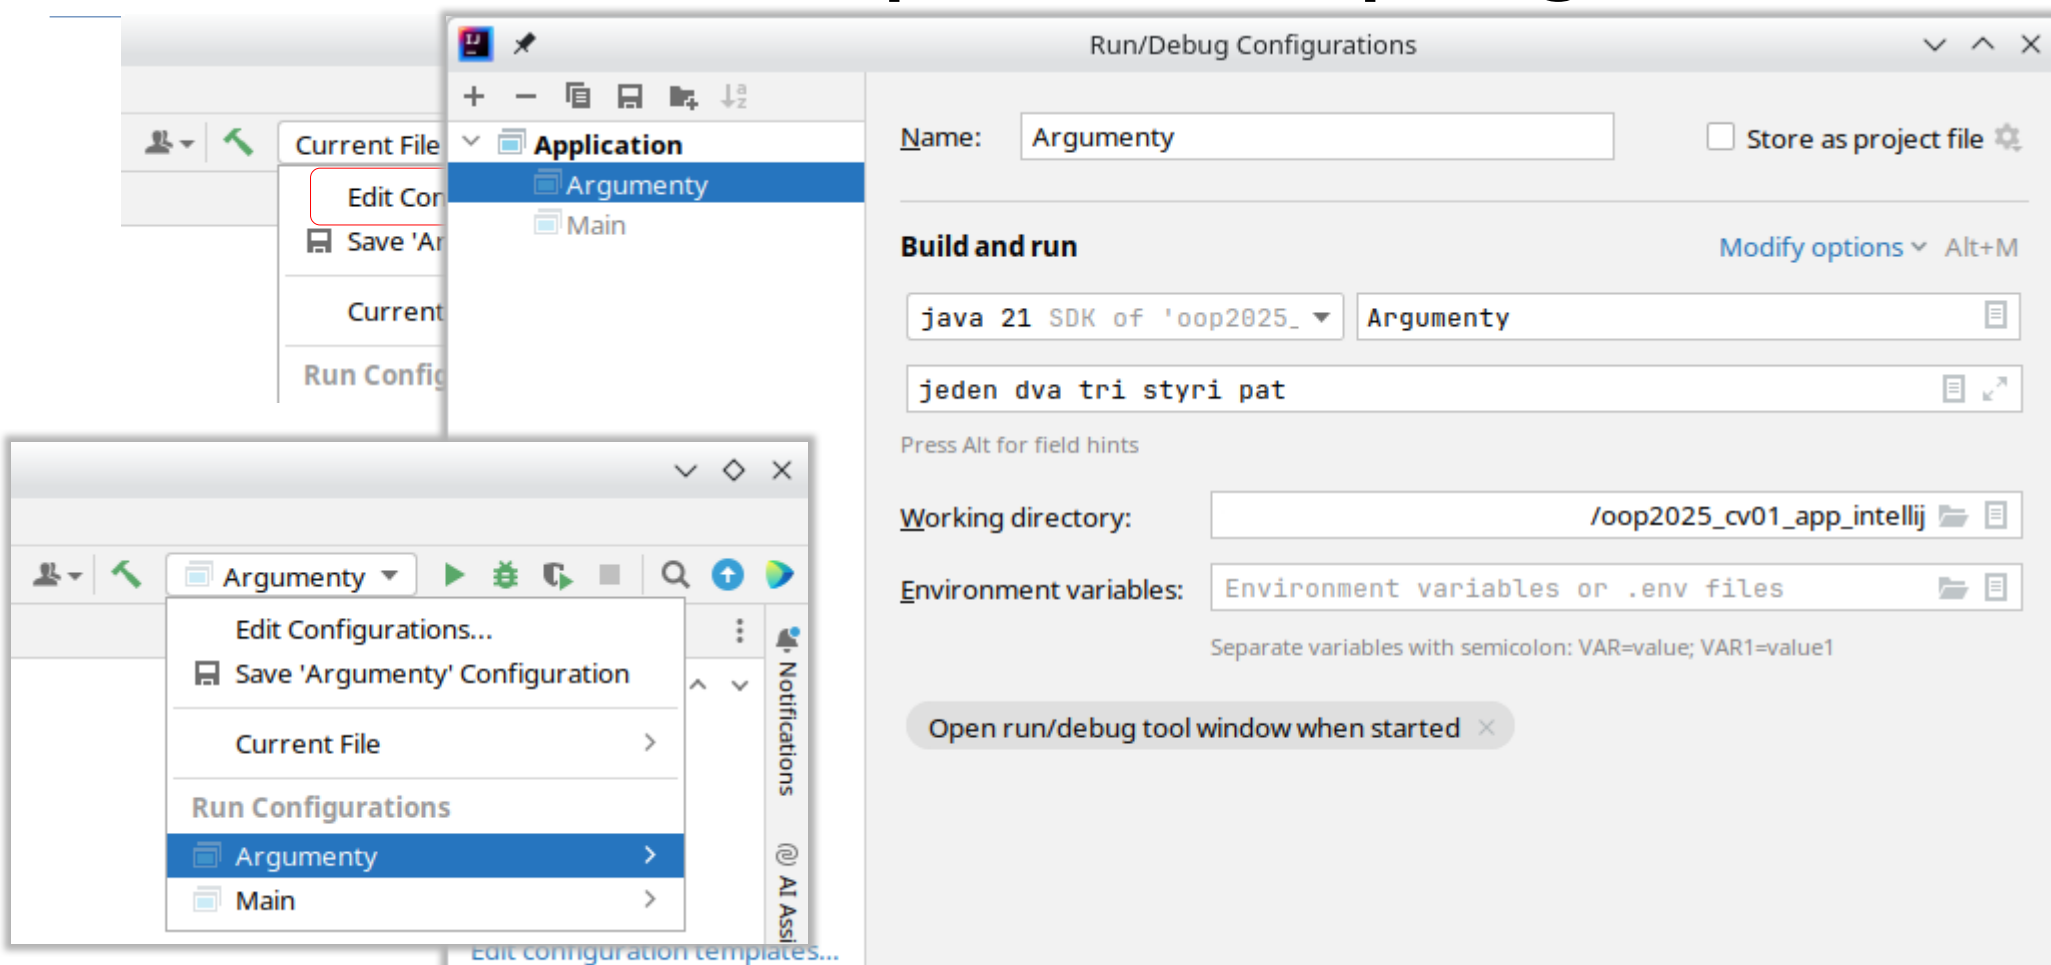 Run/Debug Configurations
Current File
Edit Con
Save 'Ar
Current
Run Config
Application
Argumenty
Main
Name:
Argumenty
Store as project file
Build and run
Modify options
Alt+M
java 21 SDK of 'oop2025_
Argumenty
jeden dva tri styri pat
Press Alt for field hints
Working directory:
/oop2025_cv01_app_intellij
Environment variables:
Environment variables or .env files
Separate variables with semicolon: VAR=value; VAR1=value1
Open run/debug tool window when started
Argumenty
Edit Configurations...
Save 'Argumenty' Configuration
Current File
Run Configurations
Argumenty
Main
Notifications
AI Assi
Edit configuration templates...